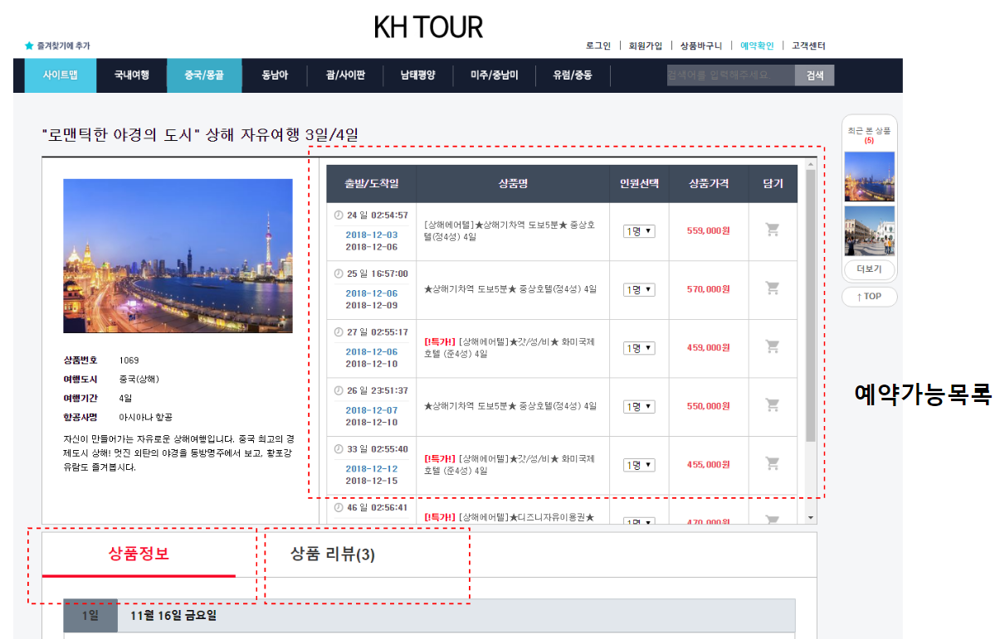 KH TOUR
즐겨찾기에 추가
로그인 | 회원가입 | 상품바구니 | 예약확인 | 고객센터
사이트맵 국내여행 중국/몽골 동남아 괌/사이판 남태평양 미주/중남미 유럽/중동 검색어를 입력해주세요. 검색
"로맨틱한 야경의 도시" 상해 자유여행 3일/4일
상품번호 1069
여행도시 중국(상해)
여행기간 4일
항공사명 아시아나 항공
자신이 만들어가는 자유로운 상해여행입니다. 중국 최고의 경
제도시 상해! 멋진 외탄의 야경을 동방명주에서 보고, 황포강
유람도 즐겨봅시다.
출발/도착일 상품명 인원선택 상품가격 담기
24 일 02:54:57
2018-12-03
2018-12-06
[상해에어텔]★상해기차역 도보5분★ 중상호
텔(정4성) 4일
1명 ▼
559,000원
25 일 16:57:00
2018-12-06
2018-12-09
★상해기차역 도보5분★ 중상호텔(정4성) 4일
1명 ▼
570,000원
27 일 02:55:17
2018-12-06
2018-12-10
[!특가!] [상해에어텔]★갓/성/비★ 화미국제
호텔 (준4성) 4일
1명 ▼
459,000원
26 일 23:51:37
2018-12-07
2018-12-10
★상해기차역 도보5분★ 중상호텔(정4성) 4일
1명 ▼
550,000원
33 일 02:55:40
2018-12-12
2018-12-15
[!특가!] [상해에어텔]★갓/성/비★ 화미국제
호텔 (준4성) 4일
1명 ▼
455,000원
46 일 02:56:41
[!특가!] [상해에어텔]★디즈니자유이용권★
1명 ▼
470,000원
최근 본 상품
(5)
더보기
↑ TOP
예약가능목록
상품정보
상품 리뷰(3)
1일 11월 16일 금요일